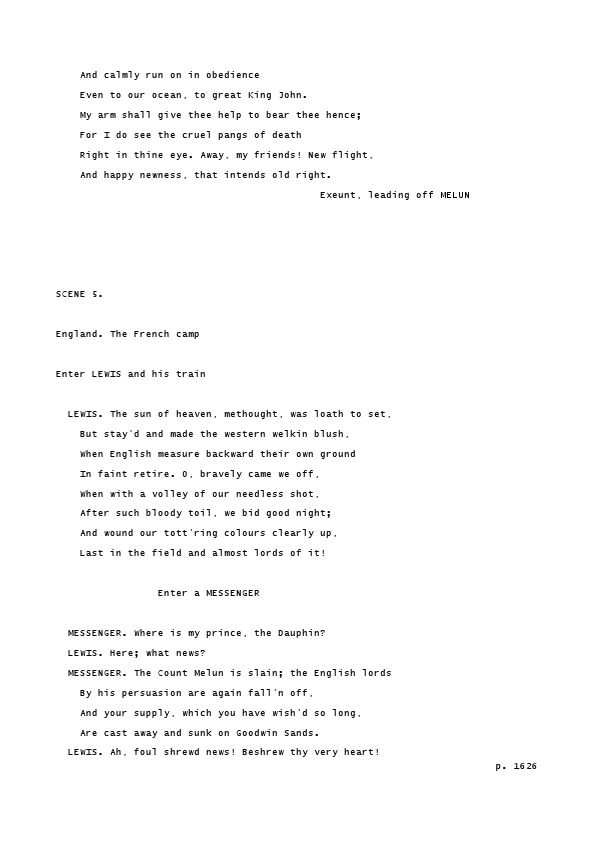 And calmly run on in obedience
Even to our ocean, to great King John.
My arm shall give thee help to bear thee hence;
For I do see the cruel pangs of death
Right in thine eye. Away, my friends! New flight,
And happy newness, that intends old right.
Exeunt, leading off MELUN
SCENE 5.
England. The French camp
Enter LEWIS and his train
LEWIS. The sun of heaven, methought, was loath to set,
But stay'd and made the western welkin blush,
When English measure backward their own ground
In faint retire. O, bravely came we off,
When with a volley of our needless shot,
After such bloody toil, we bid good night;
And wound our tott'ring colours clearly up,
Last in the field and almost lords of it!
Enter a MESSENGER
MESSENGER. Where is my prince, the Dauphin?
LEWIS. Here; what news?
MESSENGER. The Count Melun is slain; the English lords
By his persuasion are again fall'n off,
And your supply, which you have wish'd so long,
Are cast away and sunk on Goodwin Sands.
LEWIS. Ah, foul shrewd news! Beshrew thy very heart!
p. 1626